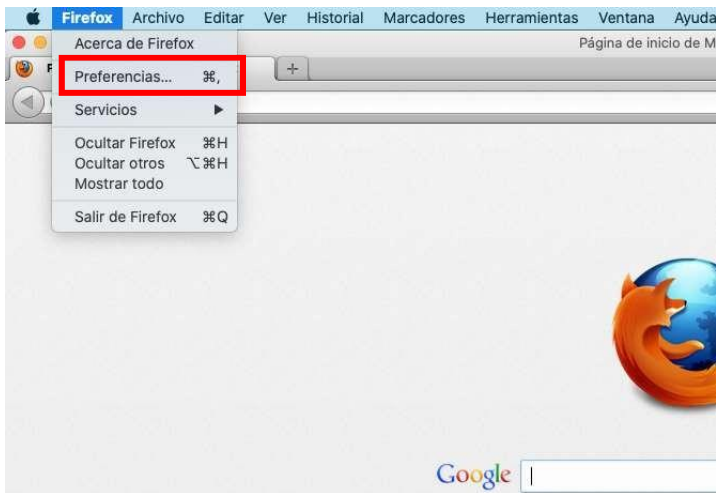 Firefox Archivo Editar Ver Historial Marcadores Herramientas Ventana Ayuda
Página de inicio de M
Acerca de Firefox
Preferencias... ⌘,
Servicios ▶
Ocultar Firefox ⌘H
Ocultar otros ⌥⌘H
Mostrar todo
Salir de Firefox ⌘Q
Google